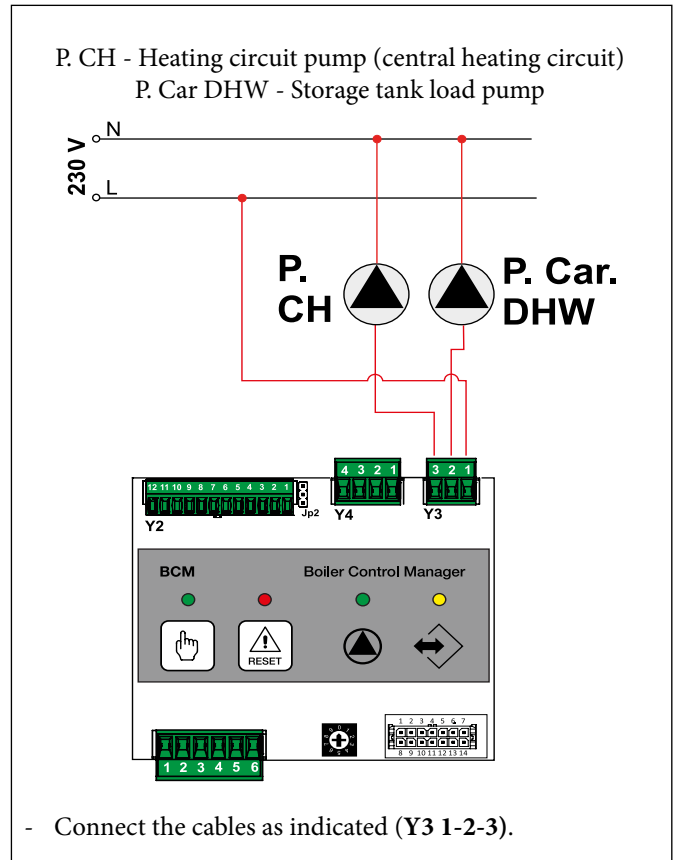 P. CH - Heating circuit pump (central heating circuit)
P. Car DHW - Storage tank load pump
N
230 V
L
P.
CH
P. Car.
DHW
4 3 2 1
3 2 1
12 11 10 9 8 7 6 5 4 3 2 1
Jp2
Y2
Y4
Y3
BCM
Boiler Control Manager
RESET
1 2 3 4 5 6 7
8 9 10 11 12 13 14
1 2 3 4 5 6
- Connect the cables as indicated (Y3 1-2-3).